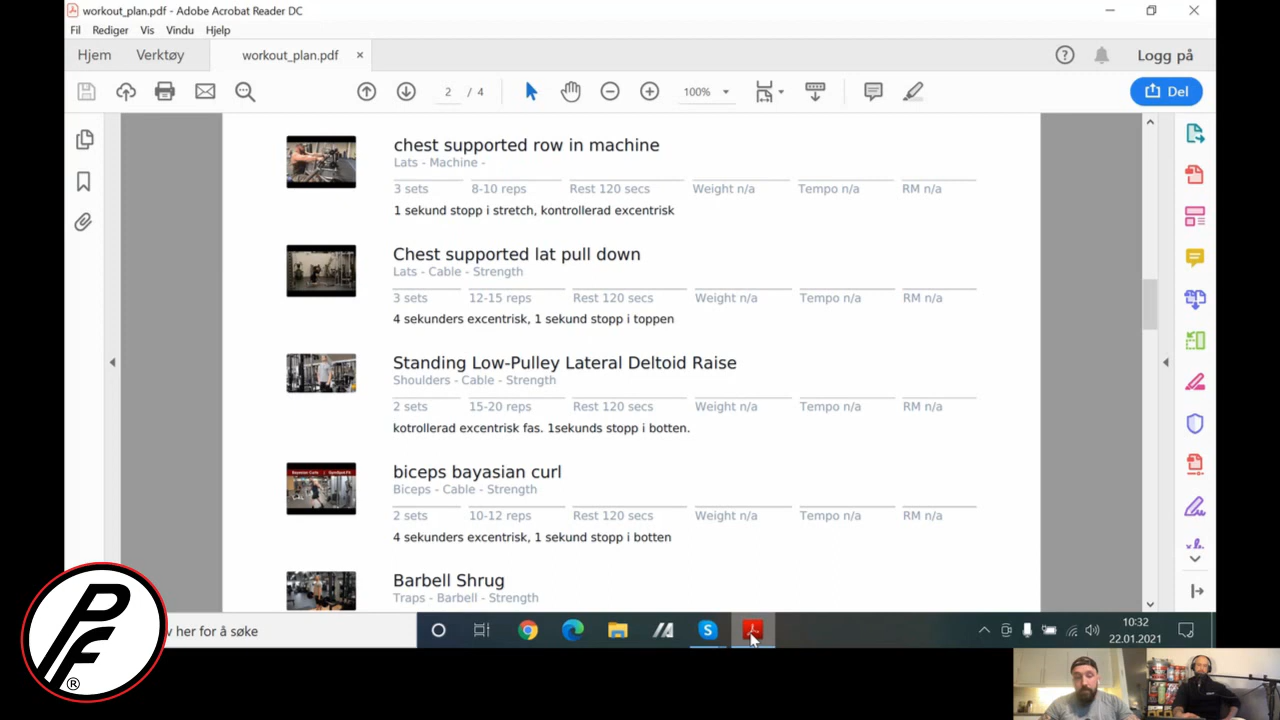 workout_plan.pdf - Adobe Acrobat Reader DC
Fil Rediger Vis Vindu Hjelp
Hjem Verktøy workout_plan.pdf × Logg på
2 / 4 100% Del
chest supported row in machine
Lats - Machine -
3 sets 8-10 reps Rest 120 secs Weight n/a Tempo n/a RM n/a
1 sekund stopp i stretch, kontrollerad excentrisk
Chest supported lat pull down
Lats - Cable - Strength
3 sets 12-15 reps Rest 120 secs Weight n/a Tempo n/a RM n/a
4 sekunders excentrisk, 1 sekund stopp i toppen
Standing Low-Pulley Lateral Deltoid Raise
Shoulders - Cable - Strength
2 sets 15-20 reps Rest 120 secs Weight n/a Tempo n/a RM n/a
kotrollerad excentrisk fas. 1sekunds stopp i botten.
biceps bayasian curl
Biceps - Cable - Strength
2 sets 10-12 reps Rest 120 secs Weight n/a Tempo n/a RM n/a
4 sekunders excentrisk, 1 sekund stopp i botten
Barbell Shrug
Traps - Barbell - Strength
PF ®
v her for å søke
10:32
22.01.2021